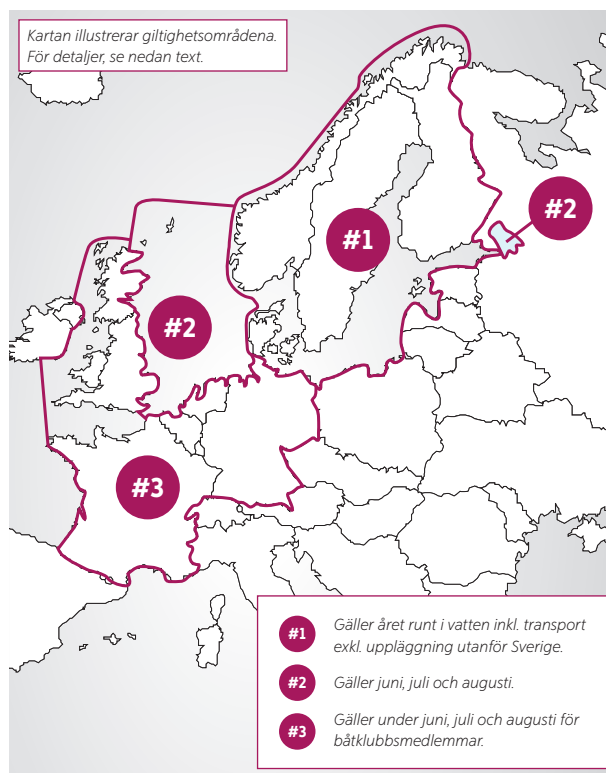 Kartan illustrerar giltighetsområdena.
För detaljer, se nedan text.
#2
#1
#2
#3
#1 Gäller året runt i vatten inkl. transport
exkl. uppläggning utanför Sverige.
#2 Gäller juni, juli och augusti.
#3 Gäller under juni, juli och augusti för
båtklubbsmedlemmar.